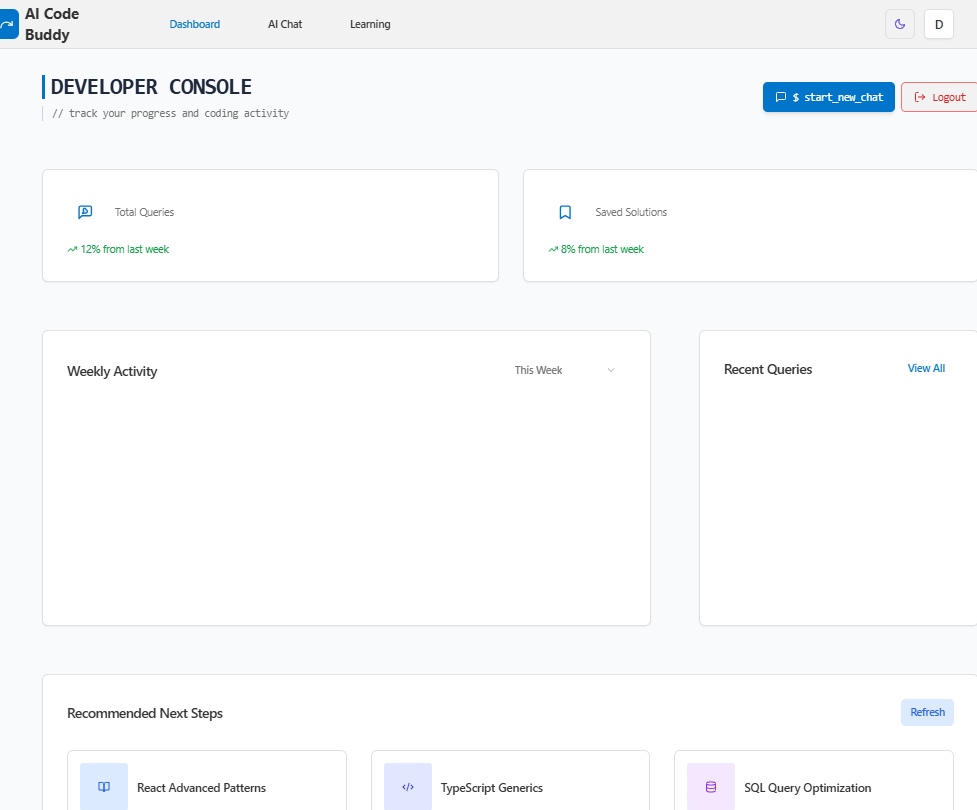 AI Code
Buddy
Dashboard
AI Chat
Learning
D
DEVELOPER CONSOLE
// track your progress and coding activity
$ start_new_chat
Logout
Total Queries
12% from last week
Saved Solutions
8% from last week
Weekly Activity
This Week
Recent Queries
View All
Recommended Next Steps
Refresh
React Advanced Patterns
TypeScript Generics
SQL Query Optimization